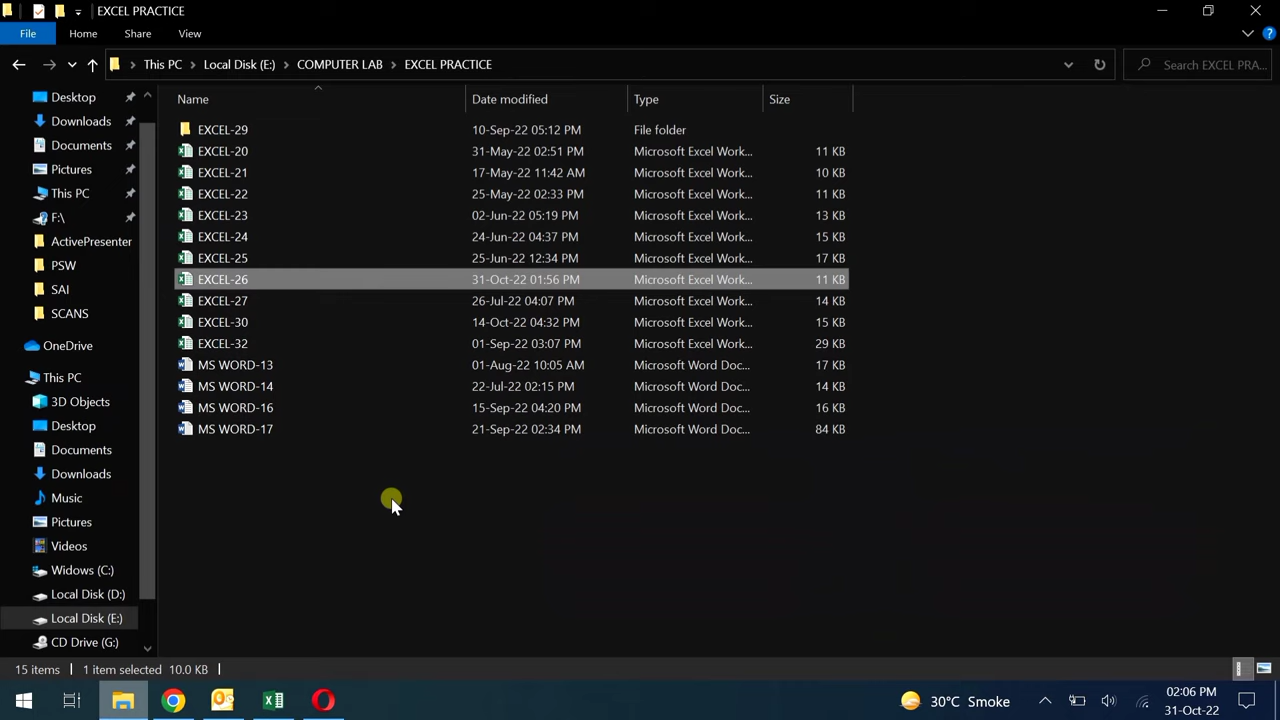 EXCEL PRACTICE
File Home Share View
This PC Local Disk (E:) COMPUTER LAB EXCEL PRACTICE Search EXCEL PRA...
Name Date modified Type Size
Desktop
Downloads
Documents
Pictures
This PC
F:\
ActivePresenter
PSW
SAI
SCANS
OneDrive
This PC
3D Objects
Desktop
Documents
Downloads
Music
Pictures
Videos
Widows (C:)
Local Disk (D:)
Local Disk (E:)
CD Drive (G:)
EXCEL-29 10-Sep-22 05:12 PM File folder
EXCEL-20 31-May-22 02:51 PM Microsoft Excel Work... 11 KB
EXCEL-21 17-May-22 11:42 AM Microsoft Excel Work... 10 KB
EXCEL-22 25-May-22 02:33 PM Microsoft Excel Work... 11 KB
EXCEL-23 02-Jun-22 05:19 PM Microsoft Excel Work... 13 KB
EXCEL-24 24-Jun-22 04:37 PM Microsoft Excel Work... 15 KB
EXCEL-25 25-Jun-22 12:34 PM Microsoft Excel Work... 17 KB
EXCEL-26 31-Oct-22 01:56 PM Microsoft Excel Work... 11 KB
EXCEL-27 26-Jul-22 04:07 PM Microsoft Excel Work... 14 KB
EXCEL-30 14-Oct-22 04:32 PM Microsoft Excel Work... 15 KB
EXCEL-32 01-Sep-22 03:07 PM Microsoft Excel Work... 29 KB
MS WORD-13 01-Aug-22 10:05 AM Microsoft Word Doc... 17 KB
MS WORD-14 22-Jul-22 02:15 PM Microsoft Word Doc... 14 KB
MS WORD-16 15-Sep-22 04:20 PM Microsoft Word Doc... 16 KB
MS WORD-17 21-Sep-22 02:34 PM Microsoft Word Doc... 84 KB
15 items 1 item selected 10.0 KB
30°C Smoke
02:06 PM
31-Oct-22